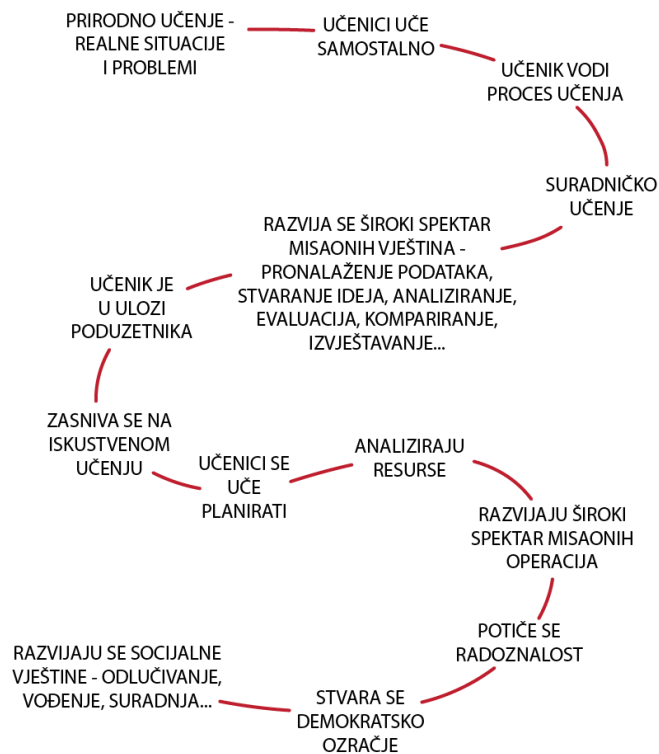 PRIRODNO UČENJE -
REALNE SITUACIJE
I PROBLEMI
UČENICI UČE
SAMOSTALNO
UČENIK VODI
PROCES UČENJA
SURADNIČKO
UČENJE
RAZVIJA SE ŠIROKI SPEKTAR
MISAONIH VJEŠTINA -
PRONALAŽENJE PODATAKA,
STVARANJE IDEJA, ANALIZIRANJE,
EVALUACIJA, KOMPARIRANJE,
IZVJEŠTAVANJE...
UČENIK JE
U ULOZI
PODUZETNIKA
ZASNIVA SE NA
ISKUSTVENOM
UČENJU
UČENICI SE
UČE
PLANIRATI
ANALIZIRAJU
RESURSE
RAZVIJAJU ŠIROKI
SPEKTAR MISAONIH
OPERACIJA
POTIČE SE
RADOZNALOST
STVARA SE
DEMOKRATSKO
OZRAČJE
RAZVIJAJU SE SOCIJALNE
VJEŠTINE - ODLUČIVANJE,
VOĐENJE, SURADNJA...